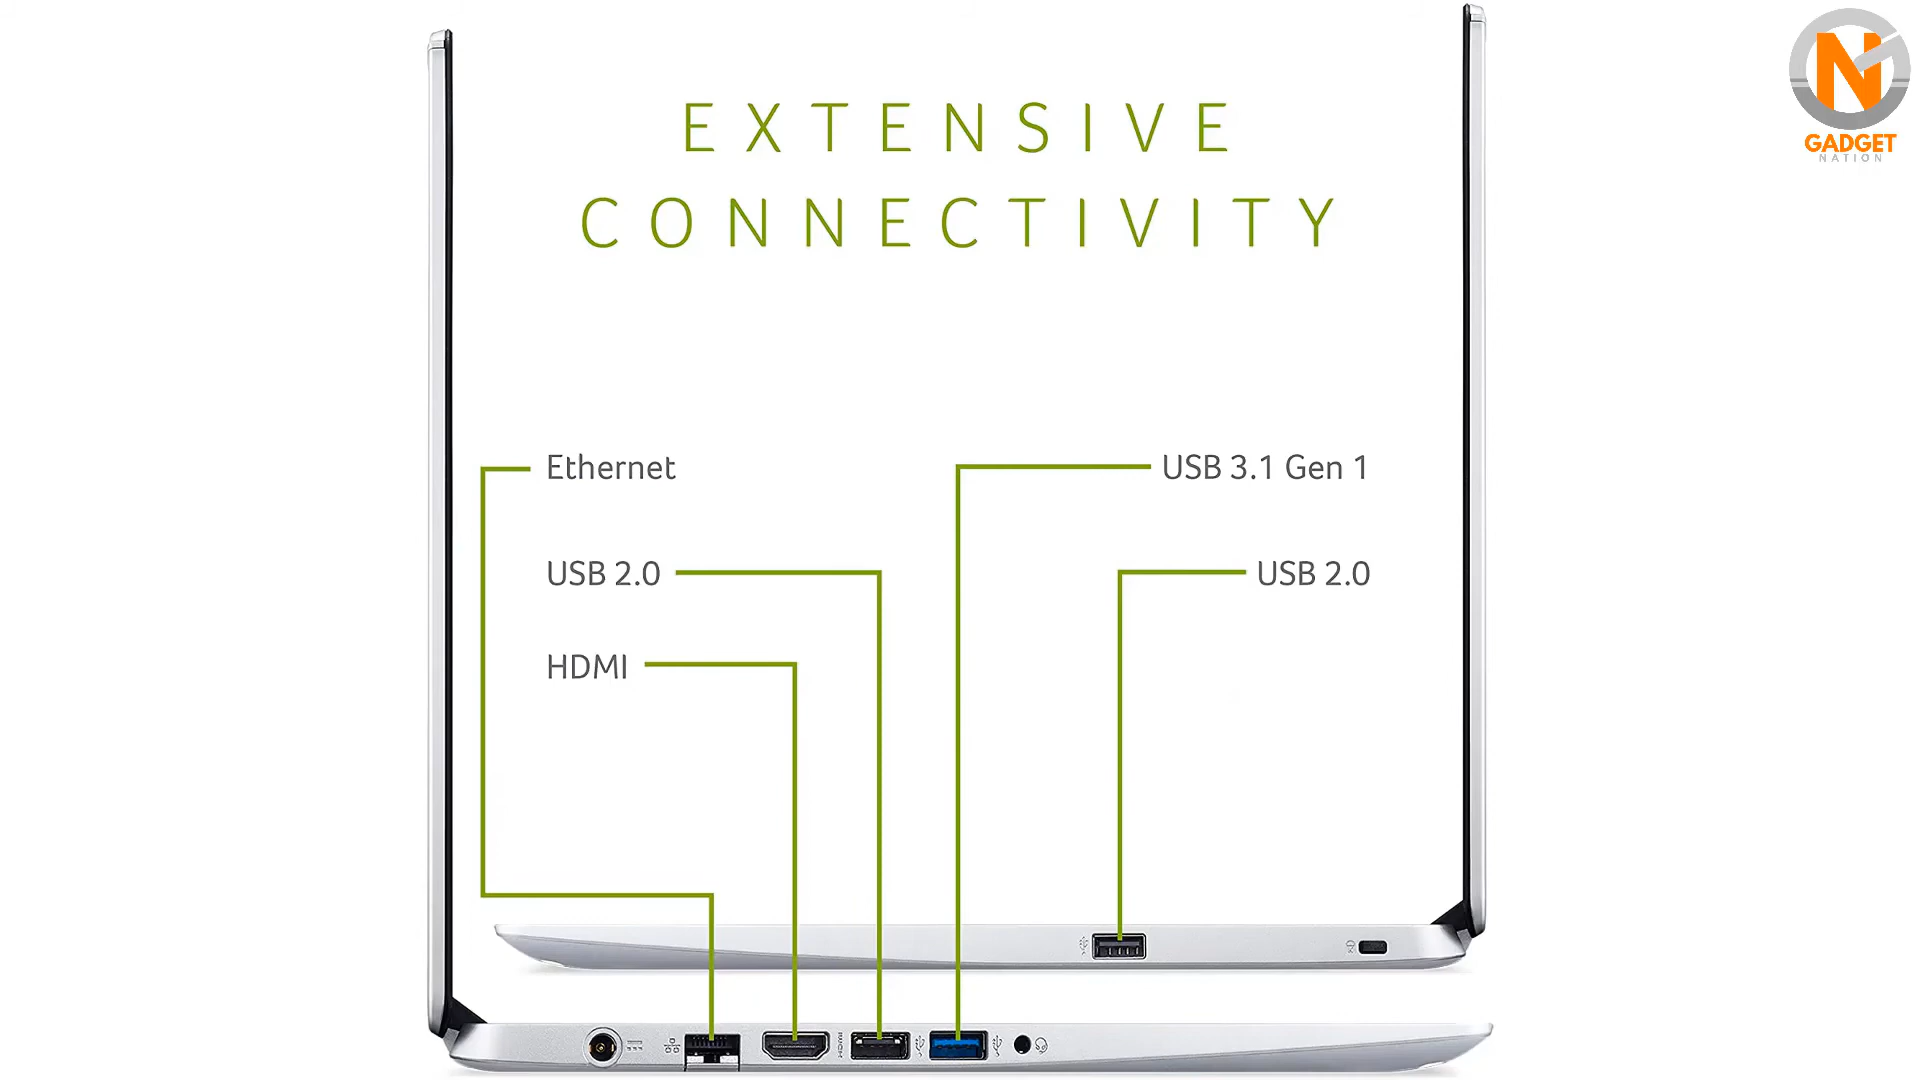 EXTENSIVE
CONNECTIVITY
GADGET
NATION
Ethernet
USB 3.1 Gen 1
USB 2.0
USB 2.0
HDMI